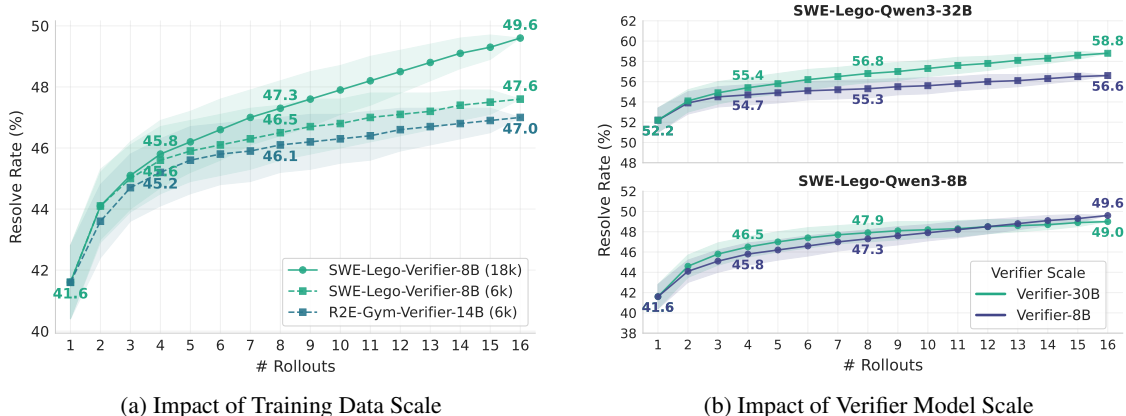 50
48
46
44
42
40
Resolve Rate (%)
49.6
47.6
47.0
47.3
46.5
46.1
45.8
45.6
45.2
41.6
SWE-Lego-Verifier-8B (18k)
SWE-Lego-Verifier-8B (6k)
R2E-Gym-Verifier-14B (6k)
1 2 3 4 5 6 7 8 9 10 11 12 13 14 15 16
# Rollouts
(a) Impact of Training Data Scale
SWE-Lego-Qwen3-32B
62
60
58
56
54
52
50
48
Resolve Rate (%)
58.8
56.8
55.4
56.6
55.3
54.7
52.2
SWE-Lego-Qwen3-8B
52
50
48
46
44
42
40
38
Resolve Rate (%)
49.6
49.0
47.9
47.3
46.5
45.8
41.6
Verifier Scale
Verifier-30B
Verifier-8B
1 2 3 4 5 6 7 8 9 10 11 12 13 14 15 16
# Rollouts
(b) Impact of Verifier Model Scale